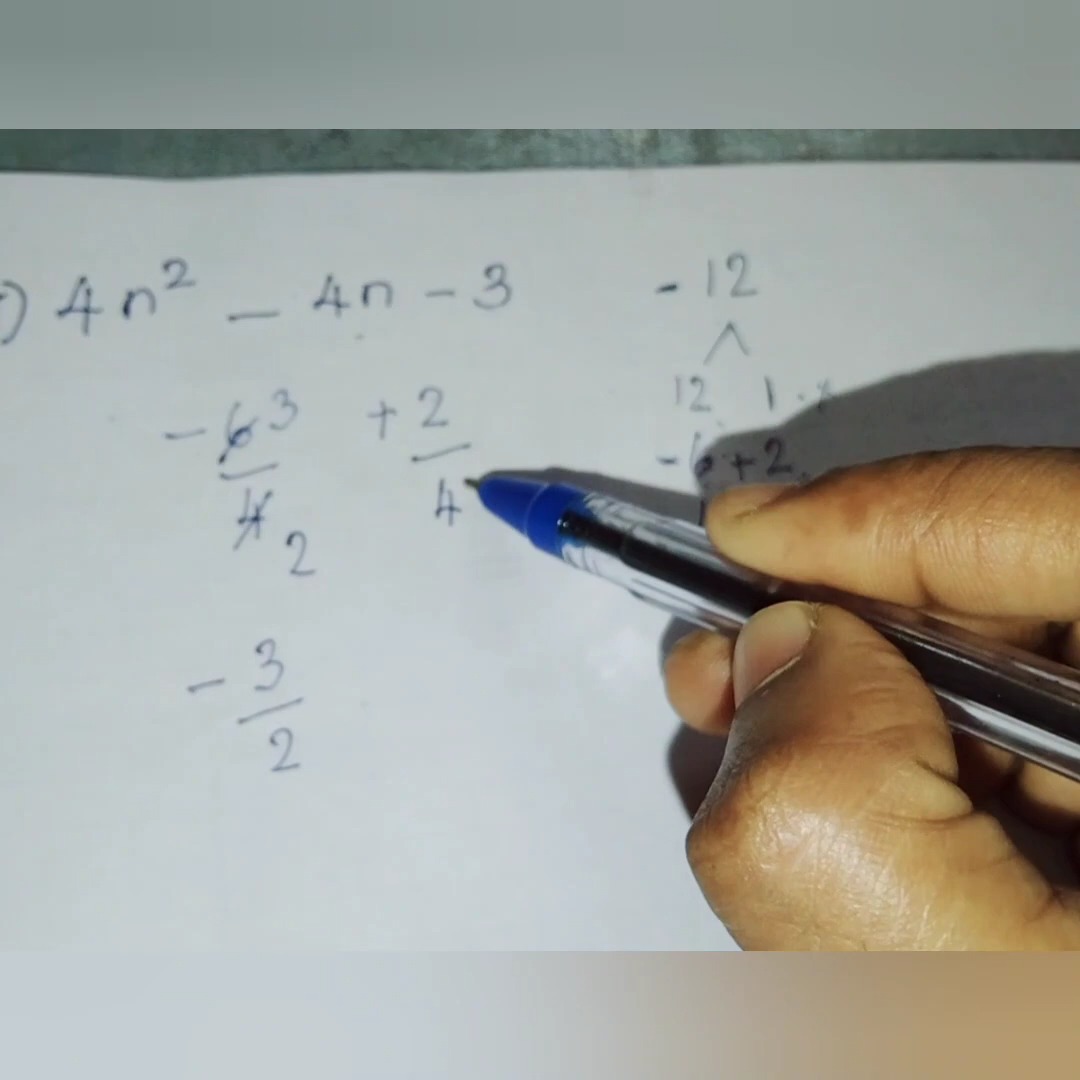 ) 4n² - 4n - 3
- 12
12 1
- 6 3 / 4 2 + 2 / 4
- 6 + 2
- 3 / 2